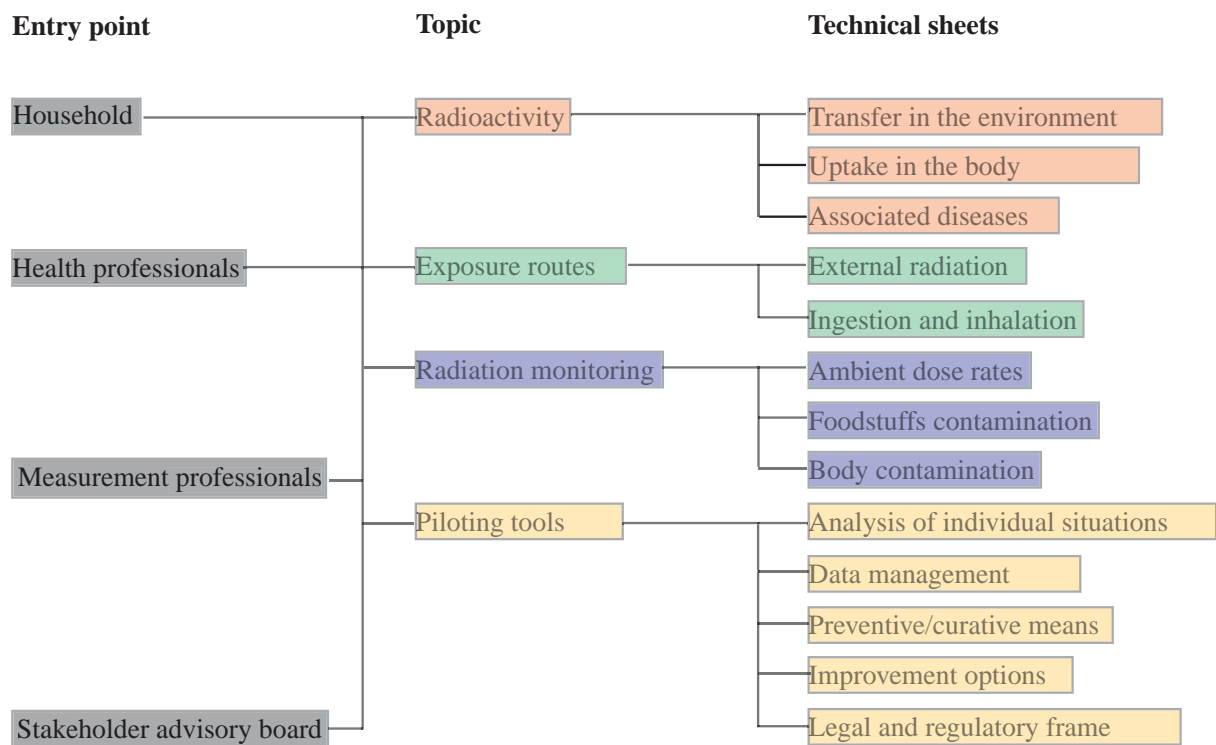 Entry point
Topic
Technical sheets
Household
Radioactivity
Transfer in the environment
Uptake in the body
Associated diseases
Health professionals
Exposure routes
External radiation
Ingestion and inhalation
Radiation monitoring
Ambient dose rates
Foodstuffs contamination
Measurement professionals
Body contamination
Piloting tools
Analysis of individual situations
Data management
Preventive/curative means
Improvement options
Stakeholder advisory board
Legal and regulatory frame